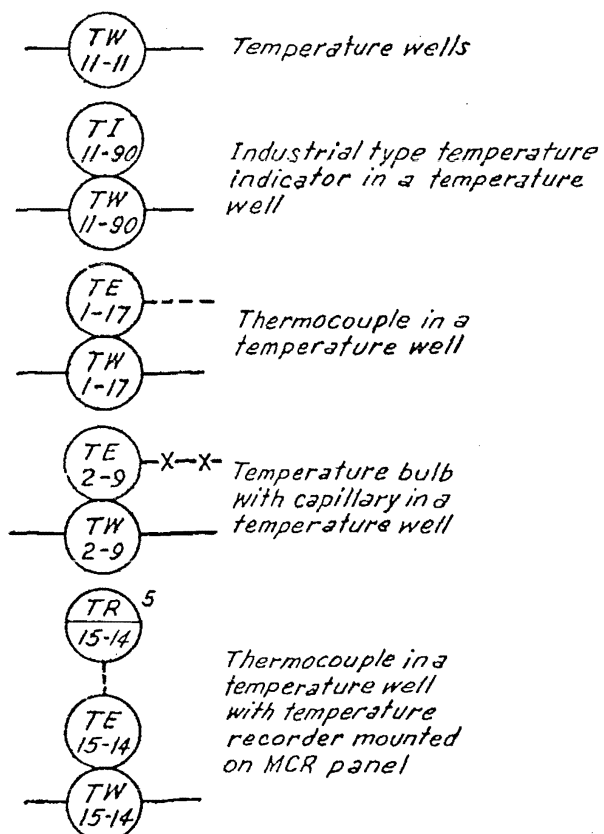 TW
11-11
Temperature wells
TI
11-90
TW
11-90
Industrial type temperature
indicator in a temperature
well
TE
1-17
TW
1-17
Thermocouple in a
temperature well
TE
2-9
X X
TW
2-9
Temperature bulb
with capillary in a
temperature well
TR 5
15-14
TE
15-14
TW
15-14
Thermocouple in a
temperature well
with temperature
recorder mounted
on MCR panel